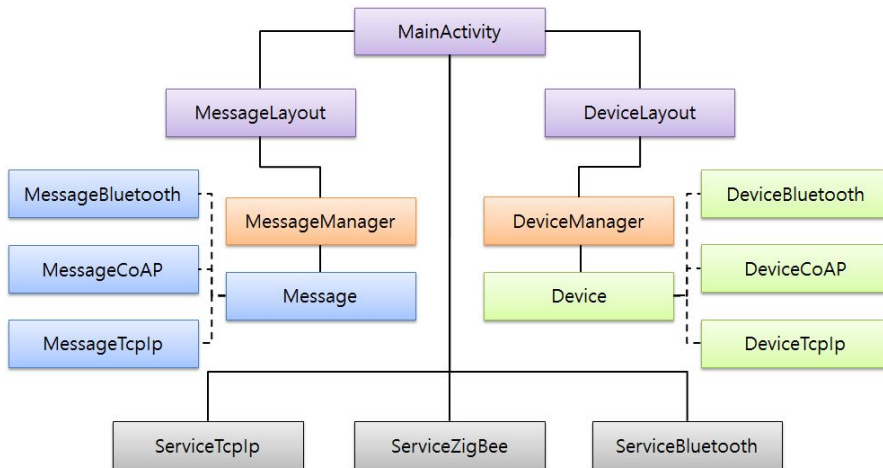 MainActivity
MessageLayout
DeviceLayout
MessageBluetooth
DeviceBluetooth
MessageManager
DeviceManager
MessageCoAP
DeviceCoAP
Message
Device
MessageTcpIp
DeviceTcpIp
ServiceTcpIp
ServiceZigBee
ServiceBluetooth